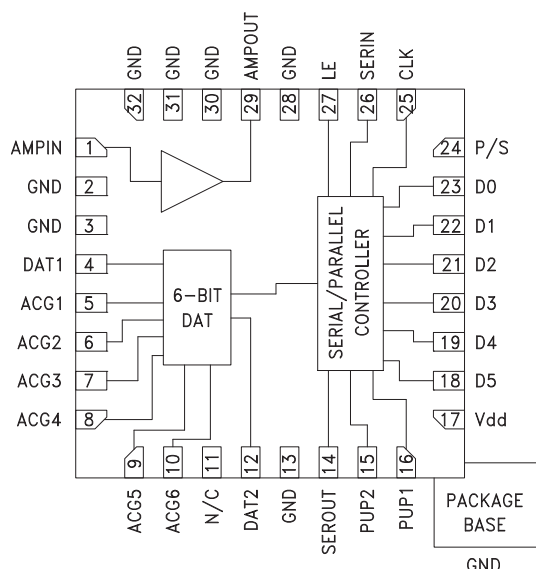 GND
GND
GND
AMPOUT
GND
LE
SERIN
CLK
32
31
30
29
28
27
26
25
AMPIN 1
GND 2
GND 3
DAT1 4
ACG1 5
ACG2 6
ACG3 7
ACG4 8
6-BIT
DAT
SERIAL/PARALLEL
CONTROLLER
24 P/S
23 D0
22 D1
21 D2
20 D3
19 D4
18 D5
17 Vdd
9
10
11
12
13
14
15
16
ACG5
ACG6
N/C
DAT2
GND
SEROUT
PUP2
PUP1
PACKAGE
BASE
GND